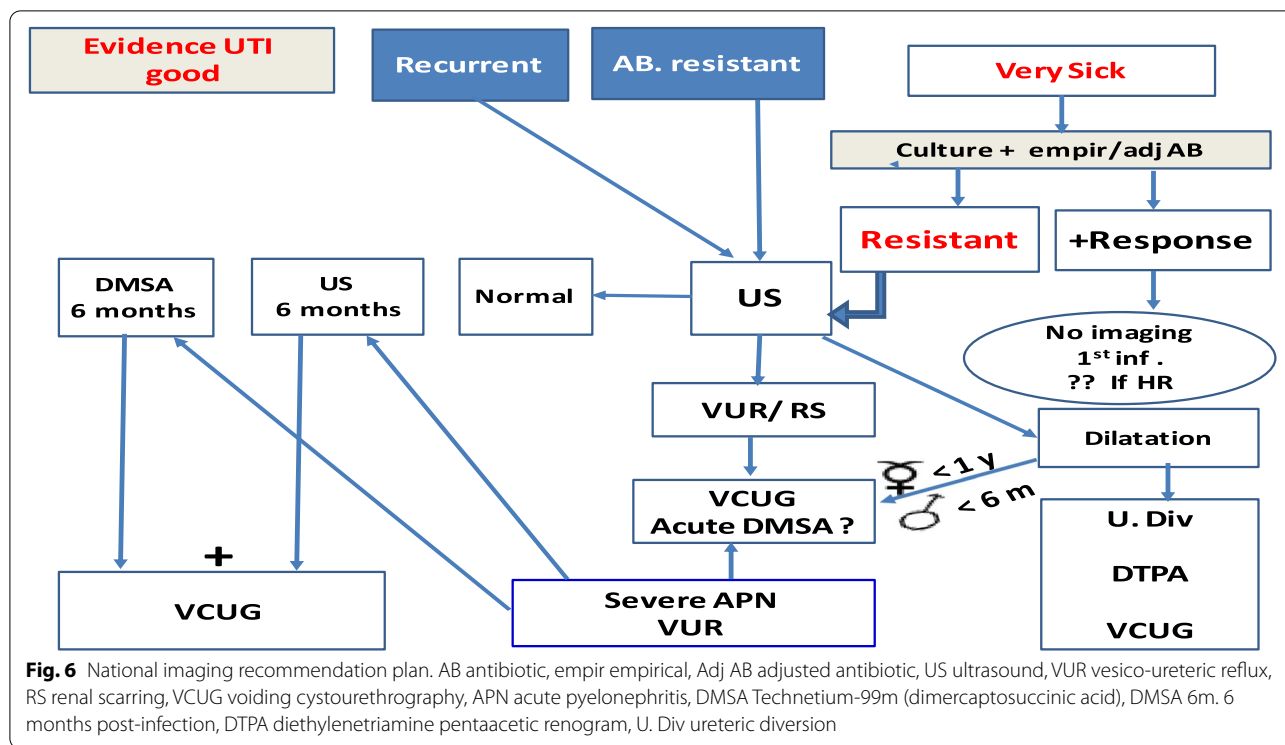 Evidence UTI
good
Recurrent
AB. resistant
Very Sick
Culture + empir/adj AB
Resistant
+Response
DMSA
6 months
US
6 months
Normal
US
No imaging
1st inf .
?? If HR
VUR/ RS
Dilatation
< 1 y
< 6 m
VCUG
Acute DMSA ?
U. Div
DTPA
VCUG
+
VCUG
Severe APN
VUR
Fig. 6 National imaging recommendation plan. AB antibiotic, empir empirical, Adj AB adjusted antibiotic, US ultrasound, VUR vesico-ureteric reflux,
RS renal scarring, VCUG voiding cystourethrography, APN acute pyelonephritis, DMSA Technetium-99m (dimercaptosuccinic acid), DMSA 6m. 6
months post-infection, DTPA diethylenetriamine pentaacetic renogram, U. Div ureteric diversion